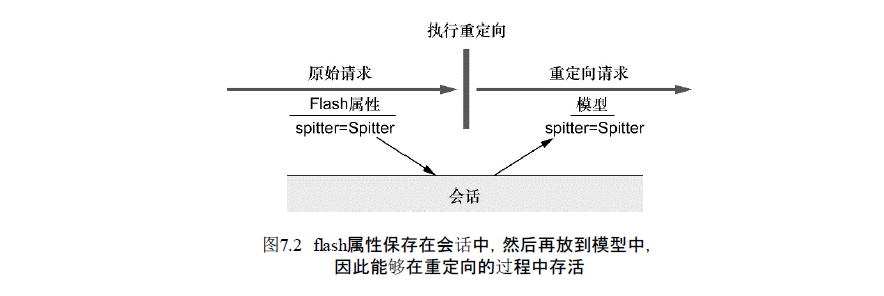 执行重定向
原始请求
重定向请求
Flash属性
模型
spitter=Spitter
spitter=Spitter
会话
图7.2 flash属性保存在会话中，然后再放到模型中，
因此能够在重定向的过程中存活